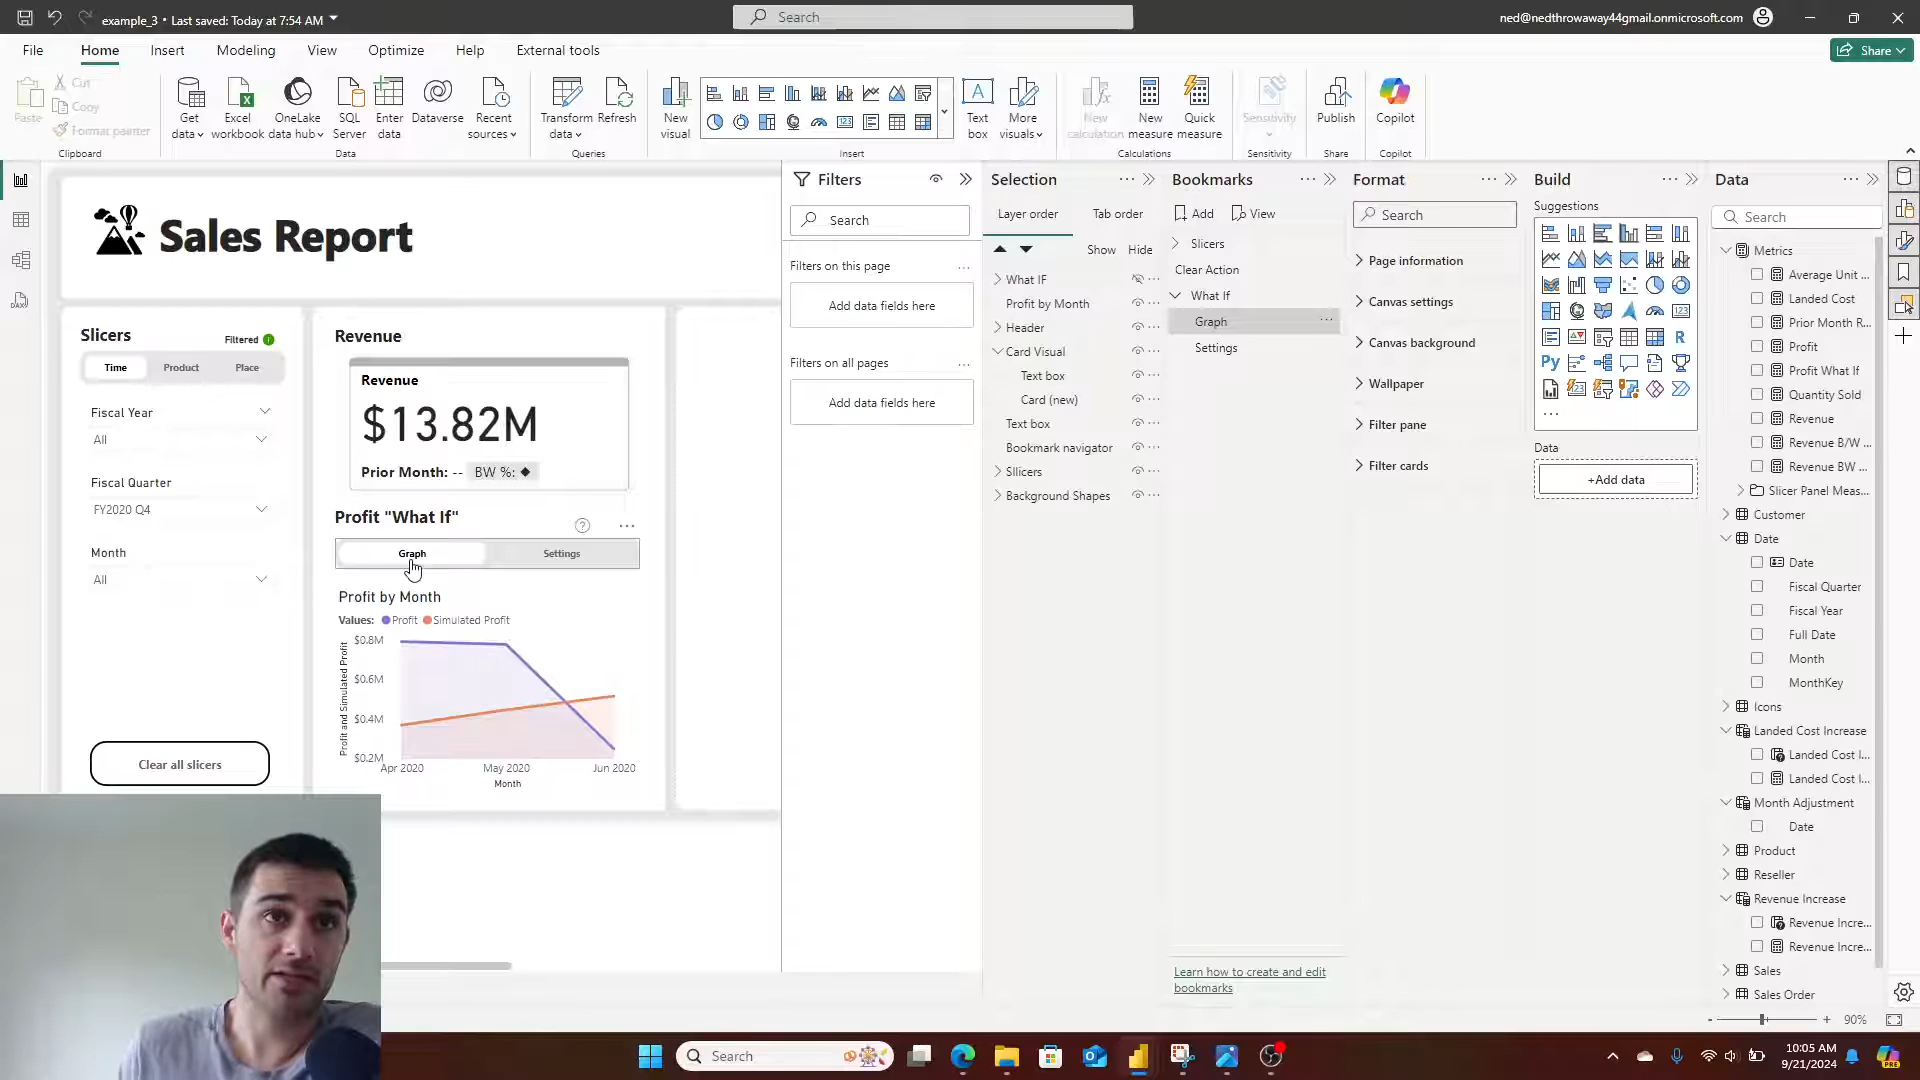 example_3 • Last saved: Today at 7:54 AM
Search
ned@nedthrowaway44gmail.onmicrosoft.com
File
Home
Insert
Modeling
View
Optimize
Help
External tools
Share
Paste
Cut
Copy
Format painter
Clipboard
Get data
Excel workbook
OneLake data hub
SQL Server
Enter data
Dataverse
Recent sources
Data
Transform data
Refresh
Queries
New visual
Text box
More visuals
Insert
New calculation
New measure
Quick measure
Calculations
Sensitivity
Sensitivity
Publish
Share
Copilot
Copilot
Sales Report
Slicers
Filtered
Time
Product
Place
Fiscal Year
All
Fiscal Quarter
FY2020 Q4
Month
All
Clear all slicers
Revenue
Revenue
$13.82M
Prior Month: -- BW %: ◆
Profit "What If"
Graph
Settings
Profit by Month
Values: Profit Simulated Profit
Profit and Simulated Profit
$0.8M
$0.6M
$0.4M
$0.2M
Apr 2020
May 2020
Jun 2020
Month
Filters
Search
Filters on this page
Add data fields here
Filters on all pages
Add data fields here
Selection
Layer order
Tab order
Show
Hide
What IF
Profit by Month
Header
Card Visual
Text box
Card (new)
Text box
Bookmark navigator
Sllicers
Background Shapes
Bookmarks
Add
View
Slicers
Clear Action
What If
Graph
Settings
Learn how to create and edit
bookmarks
Format
Search
Page information
Canvas settings
Canvas background
Wallpaper
Filter pane
Filter cards
Build
Suggestions
R
Py
Data
+Add data
Data
Search
Metrics
Average Unit ...
Landed Cost
Prior Month R...
Profit
Profit What If
Quantity Sold
Revenue
Revenue B/W ...
Revenue BW ...
Slicer Panel Meas...
Customer
Date
Date
Fiscal Quarter
Fiscal Year
Full Date
Month
MonthKey
Icons
Landed Cost Increase
Landed Cost I...
Landed Cost I...
Month Adjustment
Date
Product
Reseller
Revenue Increase
Revenue Incre...
Revenue Incre...
Sales
Sales Order
90%
Search
10:05 AM
9/21/2024